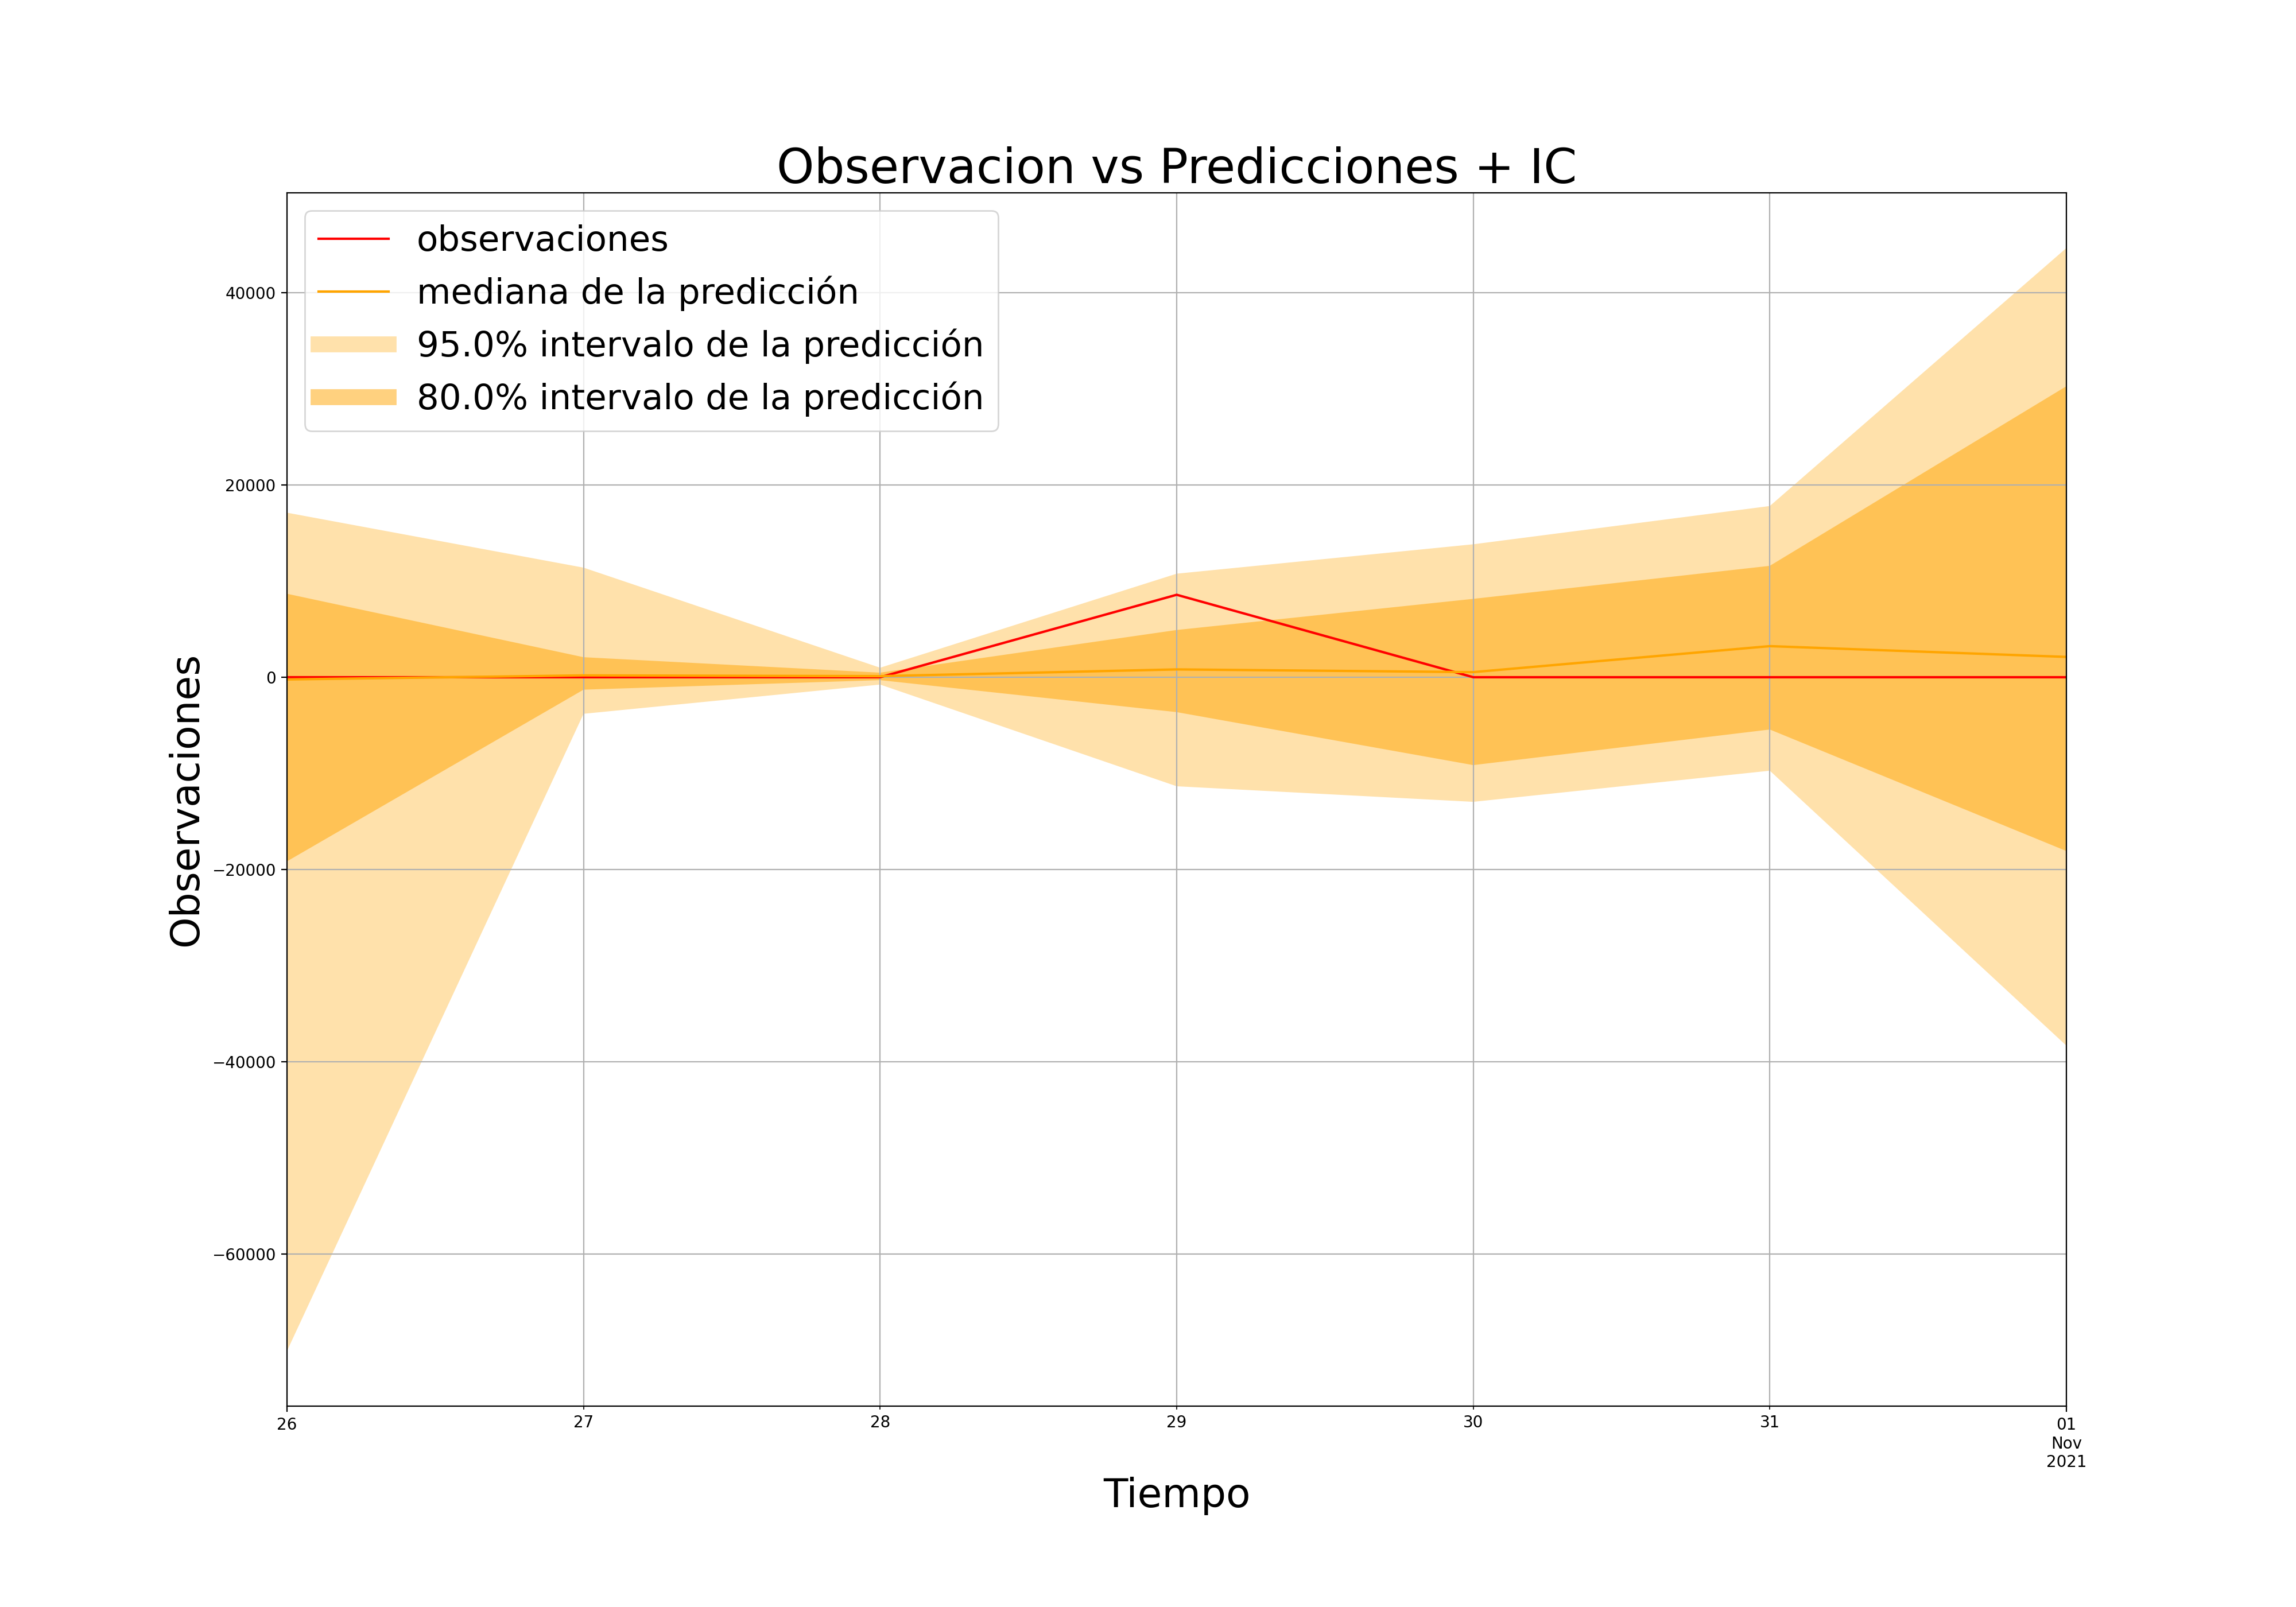 Observacion vs Predicciones + IC
observaciones
mediana de la predicción
95.0% intervalo de la predicción
80.0% intervalo de la predicción
40000
20000
0
−20000
−40000
−60000
Observaciones
26 27 28 29 30 31 01
Nov
2021
Tiempo